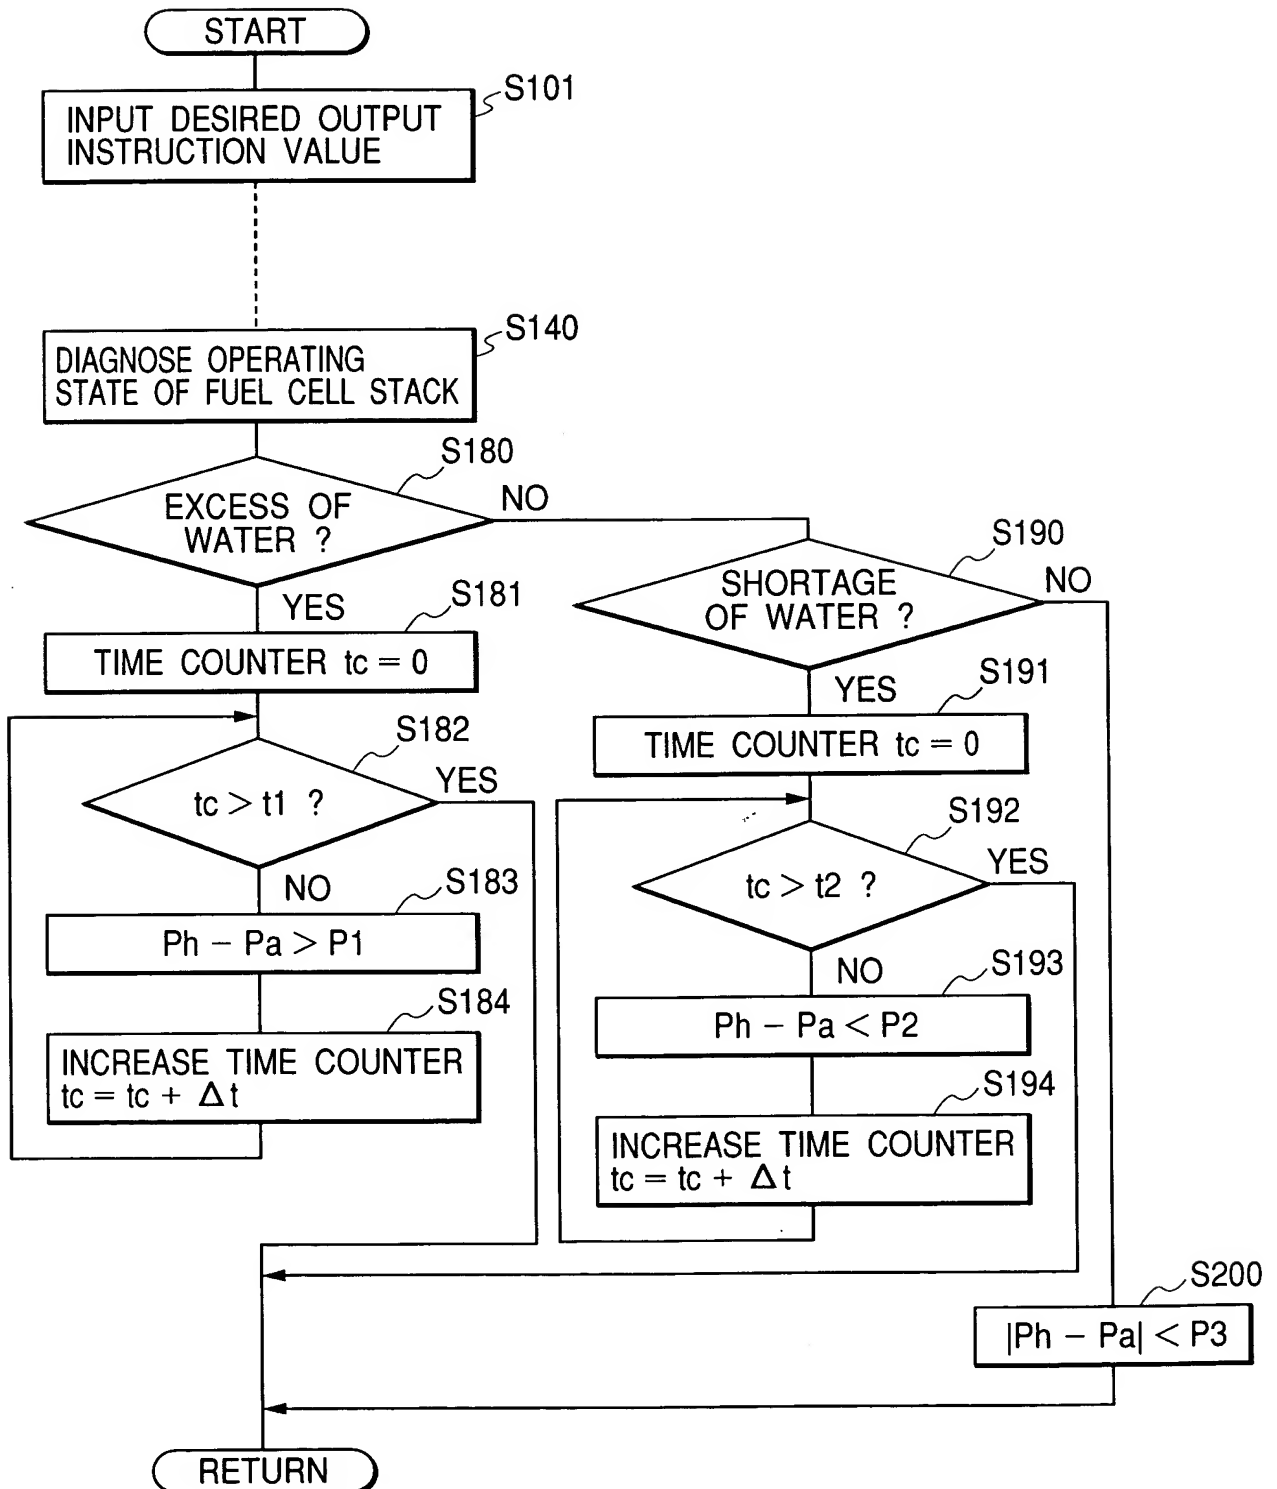 START
S101
INPUT DESIRED OUTPUT
INSTRUCTION VALUE
S140
DIAGNOSE OPERATING
STATE OF FUEL CELL STACK
S180
EXCESS OF
WATER ?
NO
YES
S181
TIME COUNTER tc = 0
S182
tc > t1 ?
YES
NO
S183
Ph − Pa > P1
S184
INCREASE TIME COUNTER
tc = tc + Δt
S190
SHORTAGE
OF WATER ?
NO
YES
S191
TIME COUNTER tc = 0
S192
tc > t2 ?
YES
NO
S193
Ph − Pa < P2
S194
INCREASE TIME COUNTER
tc = tc + Δt
S200
|Ph − Pa| < P3
RETURN